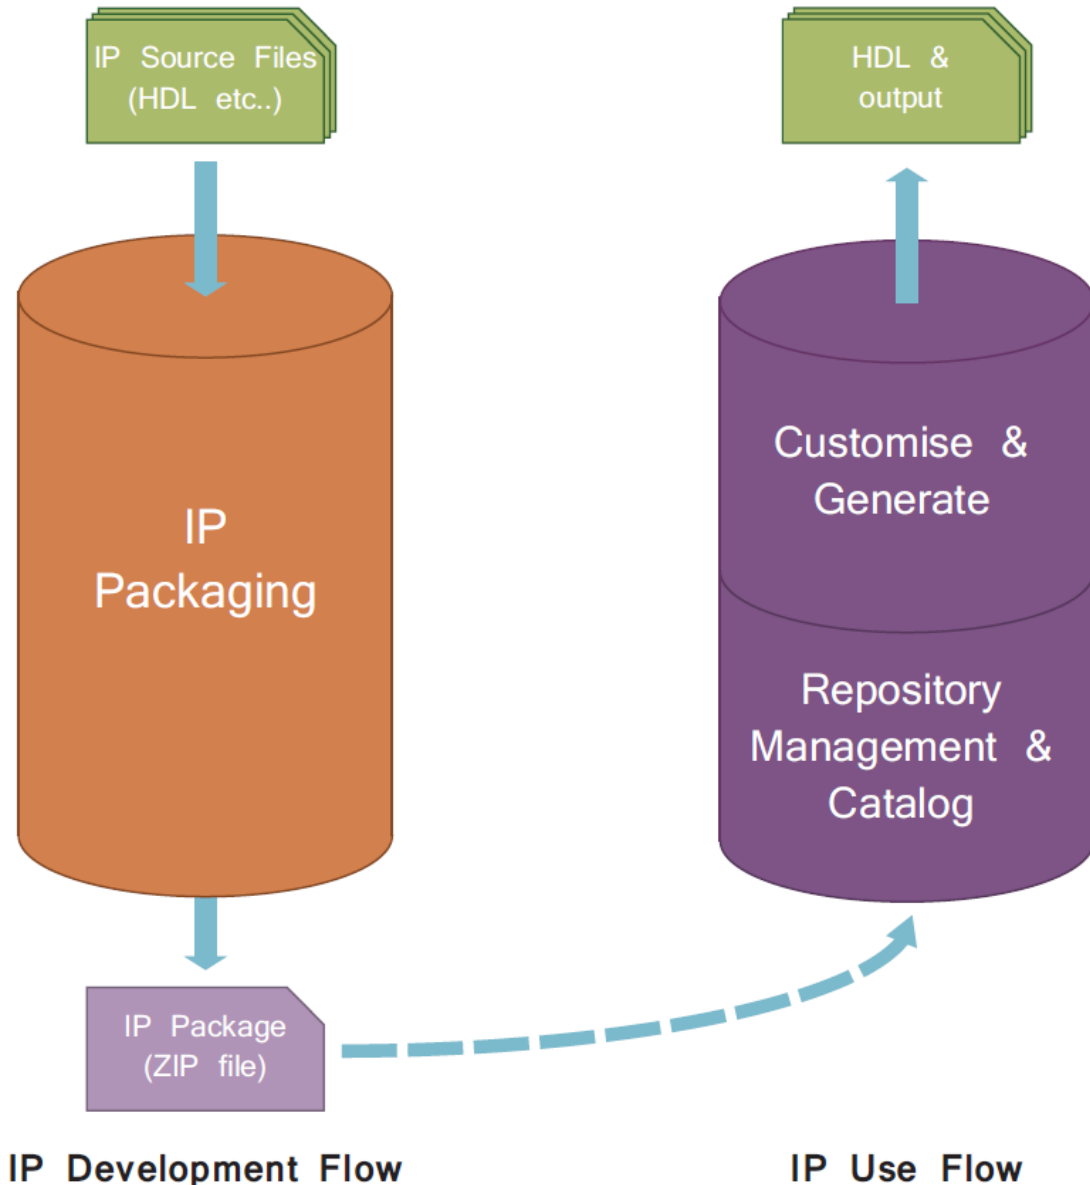 IP Source Files
(HDL etc..)
HDL &
output
IP
Packaging
Customise &
Generate
Repository
Management &
Catalog
IP Package
(ZIP file)
IP Development Flow
IP Use Flow